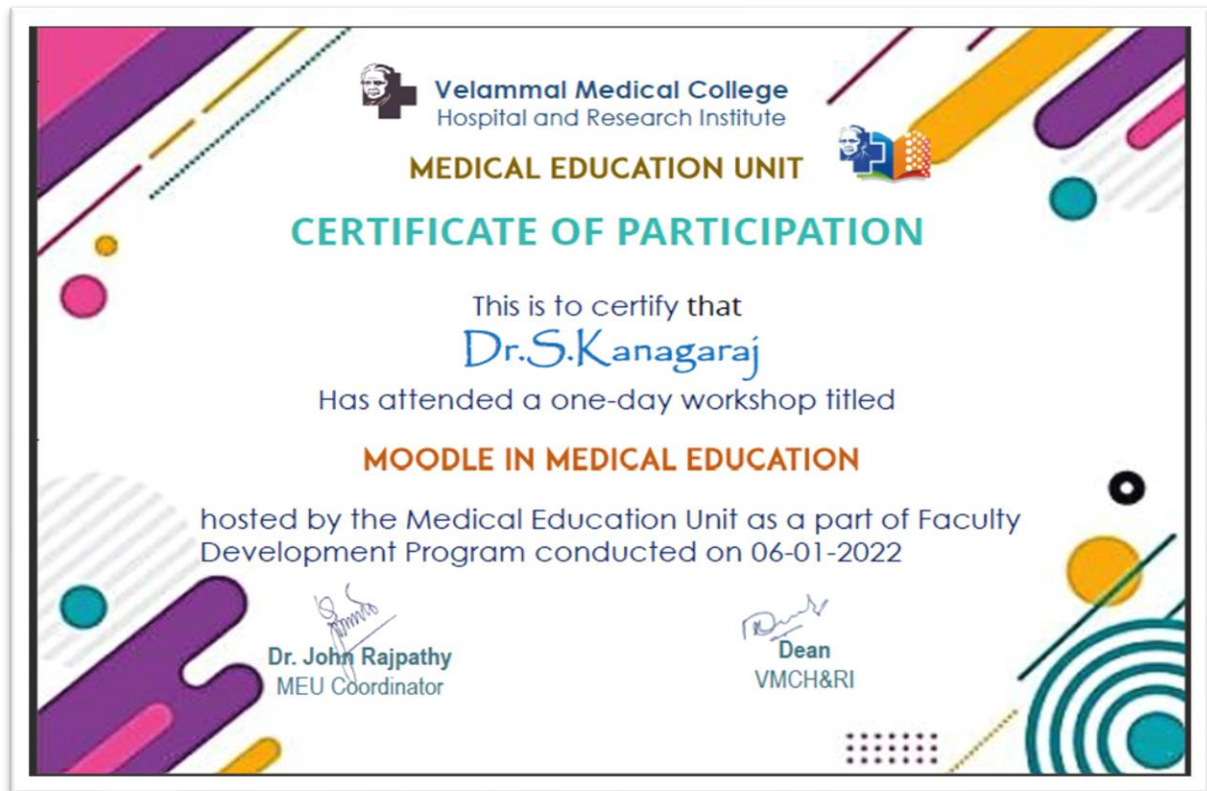 Velammal Medical College
Hospital and Research Institute
MEDICAL EDUCATION UNIT
CERTIFICATE OF PARTICIPATION
This is to certify that
Dr.S.Kanagaraj
Has attended a one-day workshop titled
MOODLE IN MEDICAL EDUCATION
hosted by the Medical Education Unit as a part of Faculty
Development Program conducted on 06-01-2022
Dr. John Rajpathy
MEU Coordinator
Dean
VMCH&RI